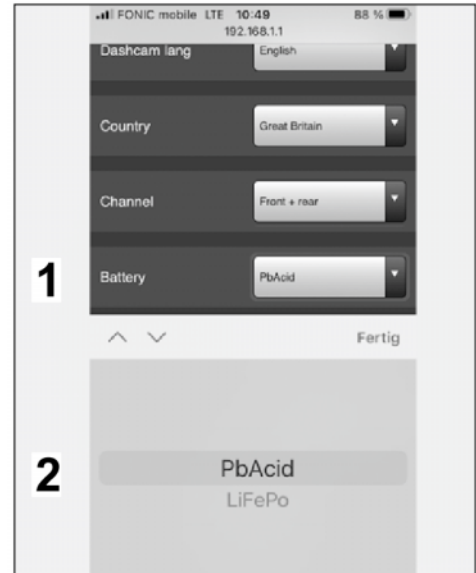 FONIC mobile LTE 10:49 88 %
192.168.1.1
Dashcam lang English
Country Great Britain
Channel Front + rear
1 Battery PbAcid
Fertig
2 PbAcid
LiFePo